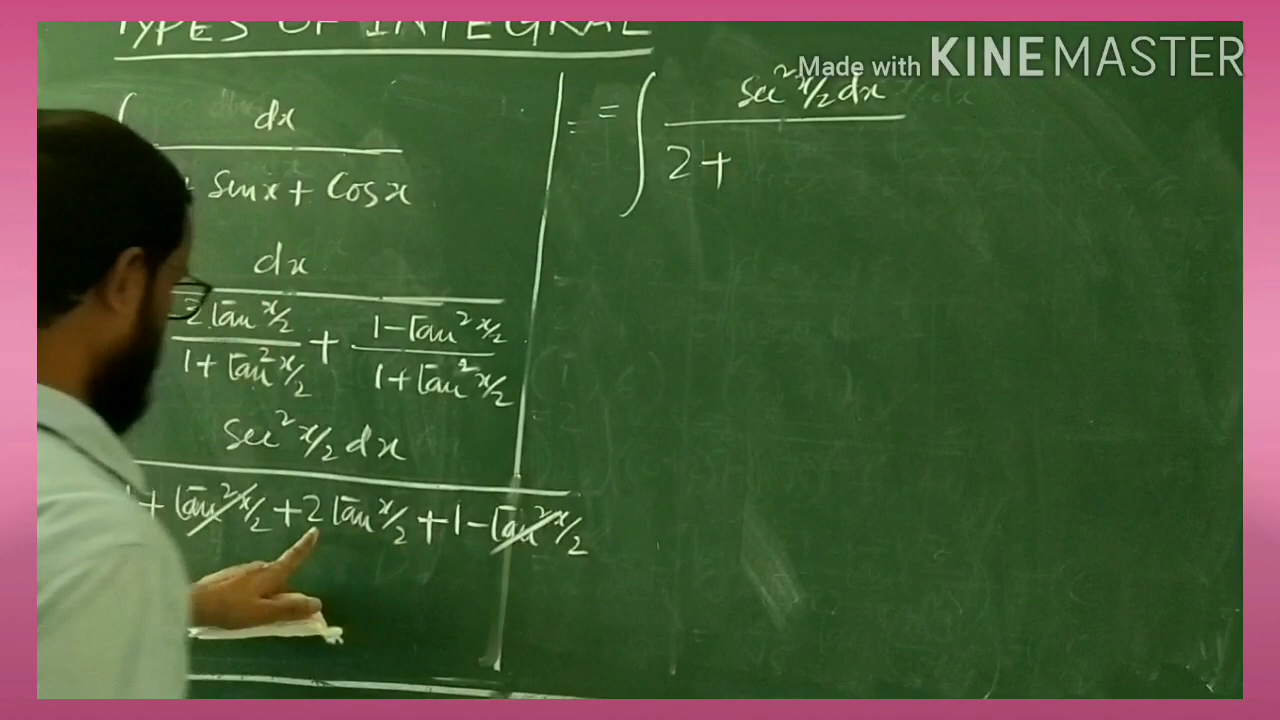 TYPES OF INTEGRAL
∫ dx
+ Sinx + Cosx
dx
2 tan x/2 / 1 + tan² x/2 + 1 - tan² x/2 / 1 + tan² x/2
Sec² x/2 dx
1 + tan² x/2 + 2 tan x/2 + 1 - tan² x/2
Made with KINEMASTER
= = ∫ Sec² x/2 dx
2 +